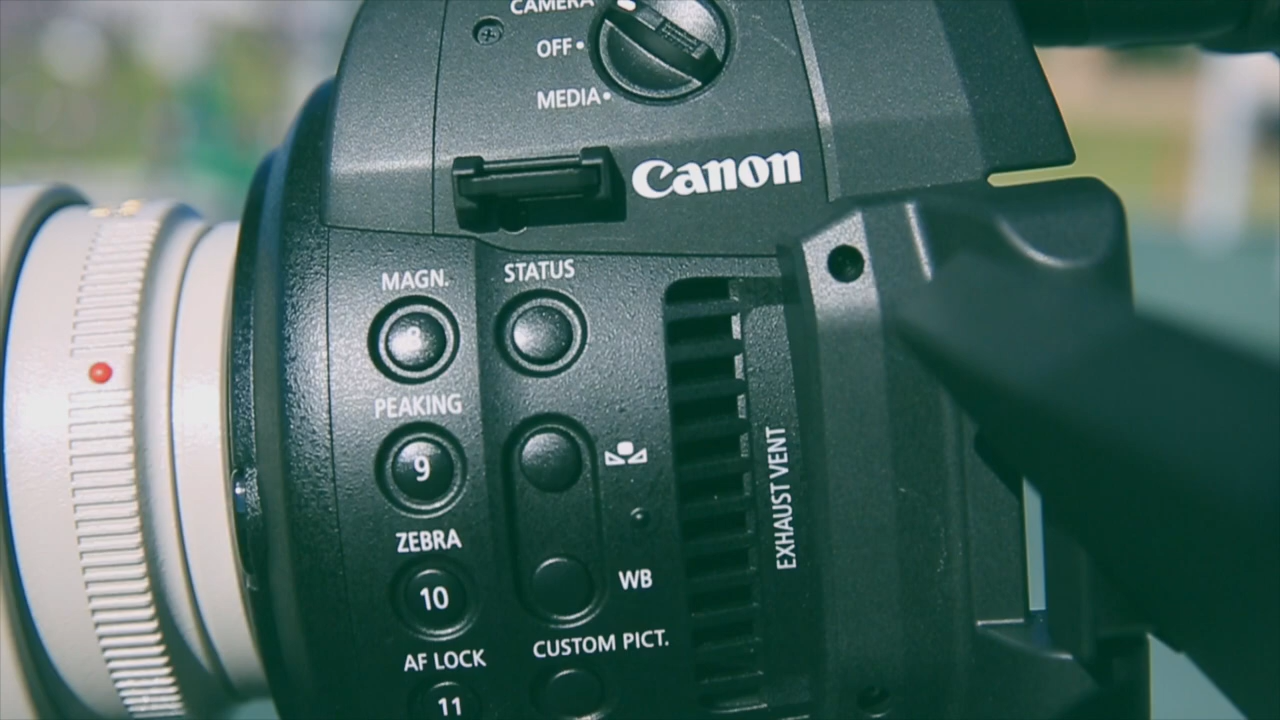 CAMERA
OFF
MEDIA
Canon
MAGN.
STATUS
8
PEAKING
9
EXHAUST VENT
ZEBRA
10
WB
CUSTOM PICT.
AF LOCK
11